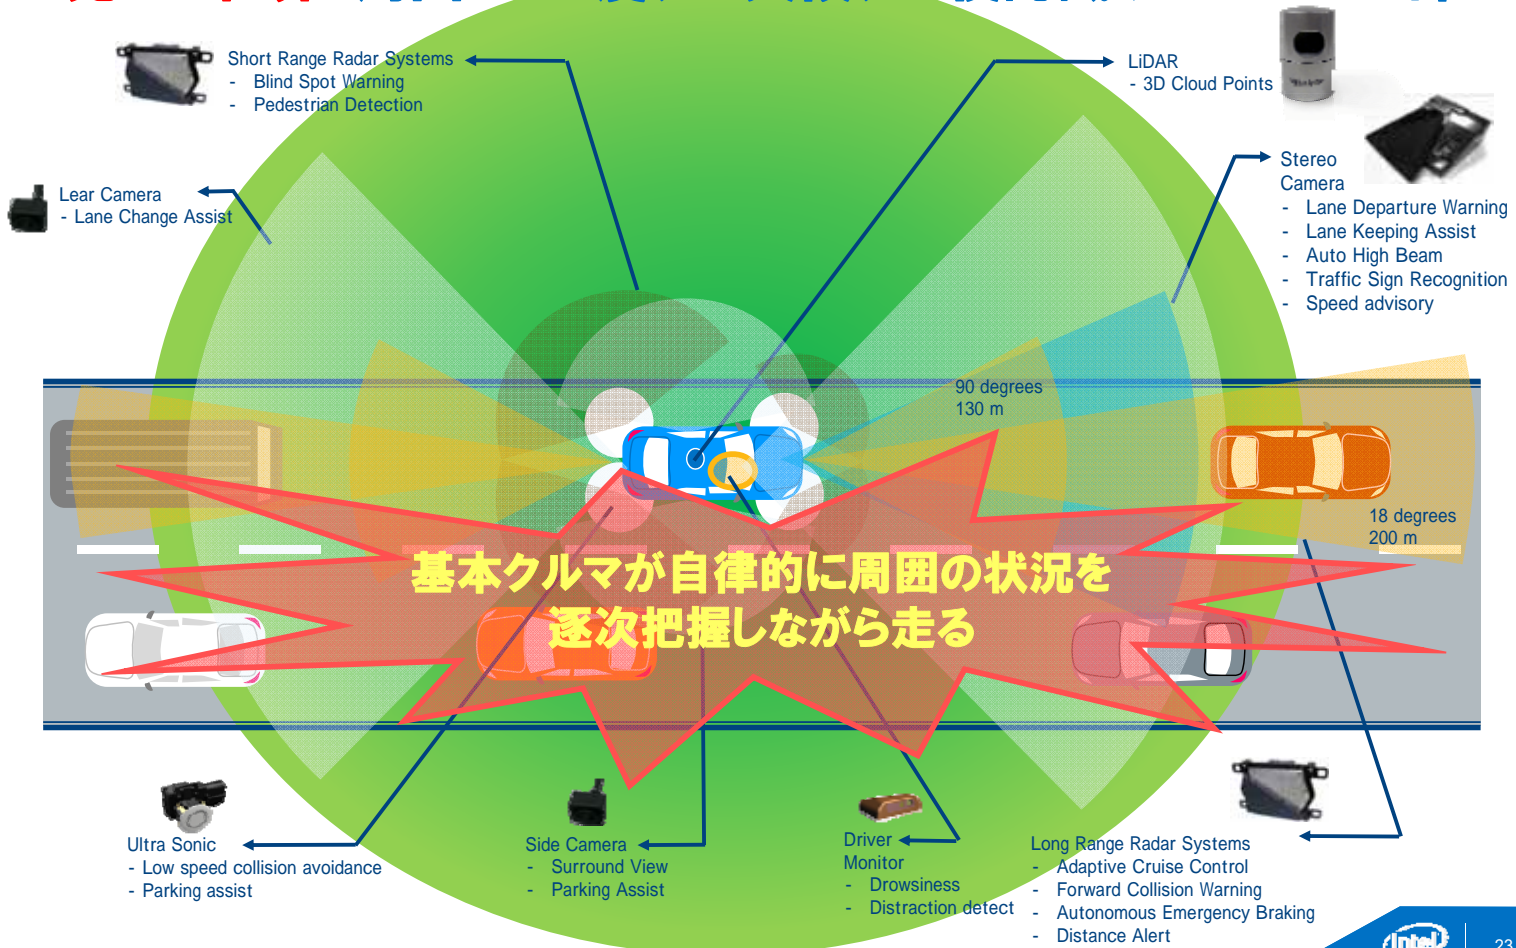 Short Range Radar Systems
- Blind Spot Warning
- Pedestrian Detection
LiDAR
- 3D Cloud Points
Lear Camera
- Lane Change Assist
Stereo
Camera
- Lane Departure Warning
- Lane Keeping Assist
- Auto High Beam
- Traffic Sign Recognition
- Speed advisory
90 degrees
130 m
18 degrees
200 m
基本クルマが自律的に周囲の状況を
逐次把握しながら走る
Ultra Sonic
- Low speed collision avoidance
- Parking assist
Side Camera
- Surround View
- Parking Assist
Driver
Monitor
- Drowsiness
- Distraction detect
Long Range Radar Systems
- Adaptive Cruise Control
- Forward Collision Warning
- Autonomous Emergency Braking
- Distance Alert
intel
23